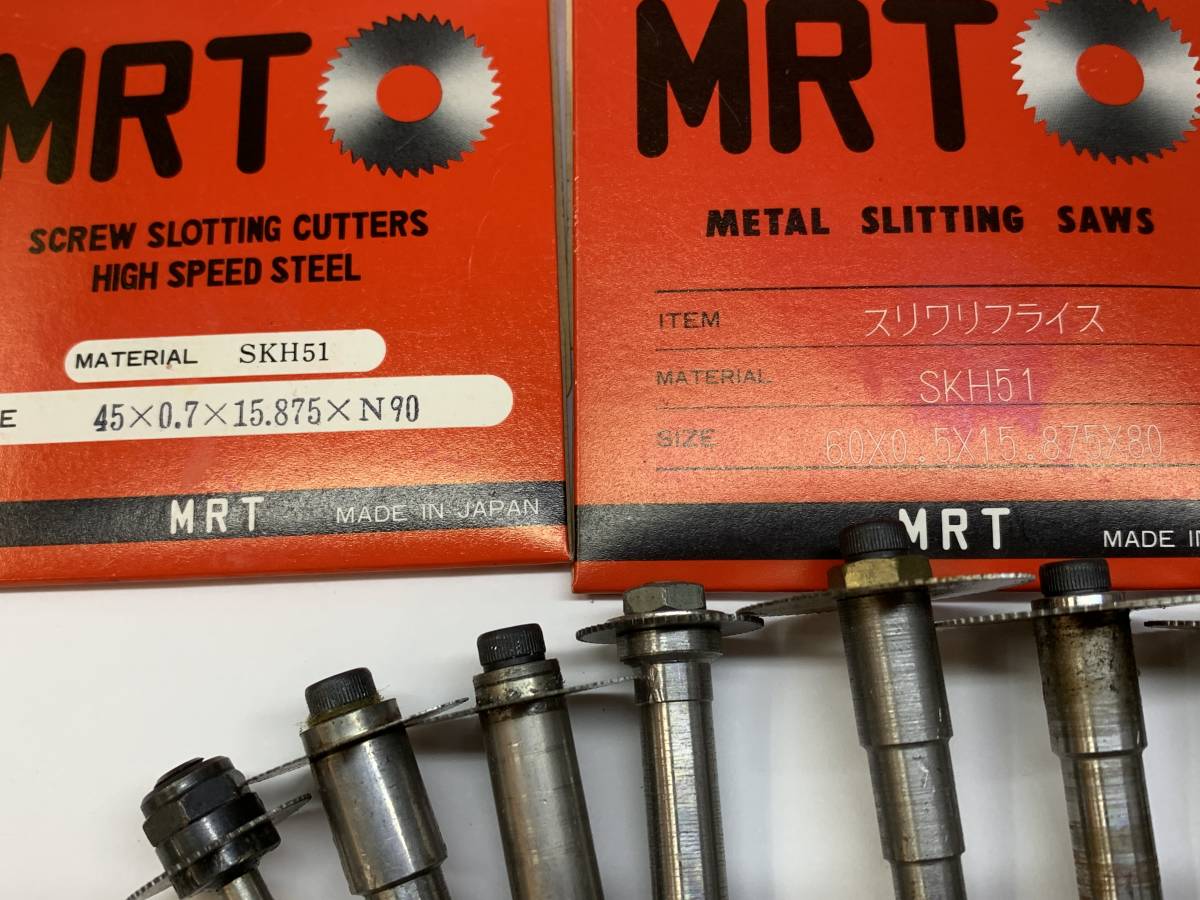 MRT
SCREW SLOTTING CUTTERS
HIGH SPEED STEEL
MATERIAL SKH51
E 45×0.7×15.875×N90
MRT MADE IN JAPAN
MRT
METAL SLITTING SAWS
ITEM スリワリフライス
MATERIAL SKH51
SIZE 60X0.5X15.875X80
MRT MADE IN